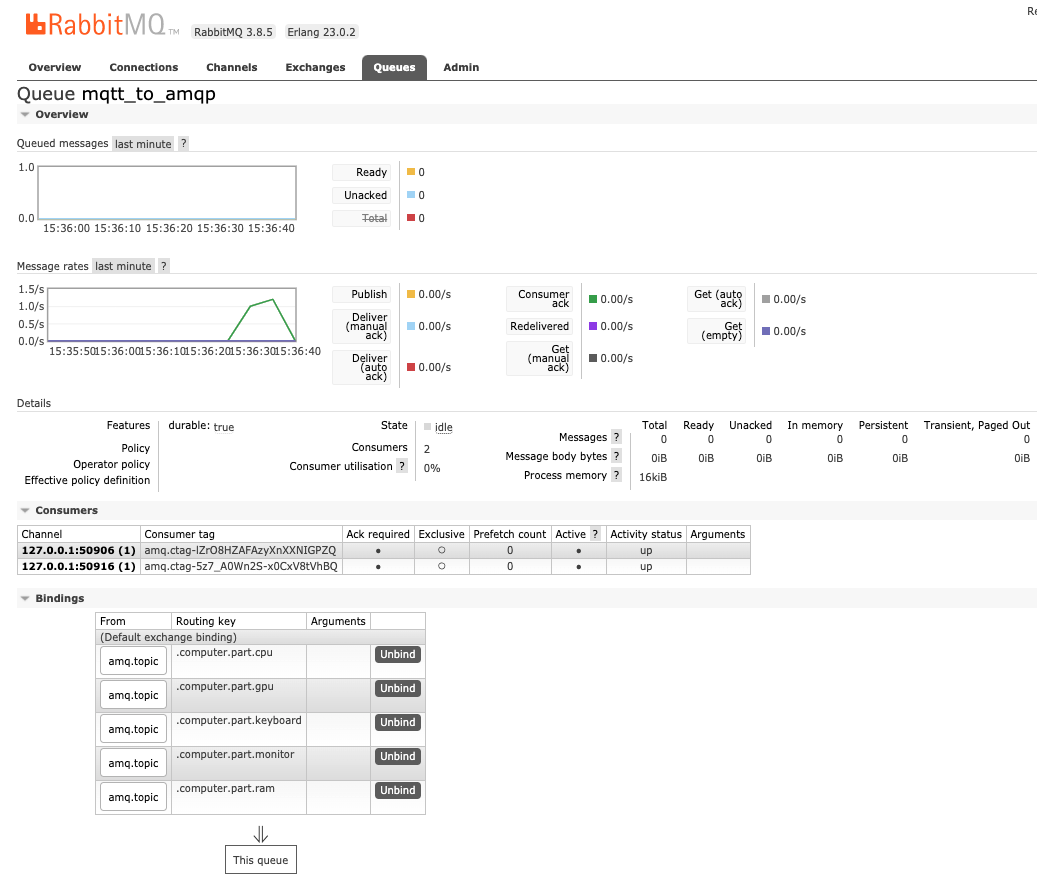 Re
RabbitMQ TM RabbitMQ 3.8.5 Erlang 23.0.2
Overview Connections Channels Exchanges Queues Admin
Queue mqtt_to_amqp
Overview
Queued messages last minute ?
1.0
0.0
15:36:00 15:36:10 15:36:20 15:36:30 15:36:40
Ready 0
Unacked 0
Total 0
Message rates last minute ?
1.5/s
1.0/s
0.5/s
0.0/s
15:35:50 15:36:00 15:36:10 15:36:20 15:36:30 15:36:40
Publish 0.00/s
Deliver
(manual
ack) 0.00/s
Deliver
(auto
ack) 0.00/s
Consumer
ack 0.00/s
Redelivered 0.00/s
Get
(manual
ack) 0.00/s
Get (auto
ack) 0.00/s
Get
(empty) 0.00/s
Details
Features durable: true
Policy
Operator policy
Effective policy definition
State idle
Consumers 2
Consumer utilisation ? 0%
Total Ready Unacked In memory Persistent Transient, Paged Out
Messages ? 0 0 0 0 0 0
Message body bytes ? 0iB 0iB 0iB 0iB 0iB 0iB
Process memory ? 16kiB
Consumers
Channel Consumer tag Ack required Exclusive Prefetch count Active ? Activity status Arguments
127.0.0.1:50906 (1) amq.ctag-lZrO8HZAFAzyXnXXNIGPZQ ● ○ 0 ● up
127.0.0.1:50916 (1) amq.ctag-5z7_A0Wn2S-x0CxV8tVhBQ ● ○ 0 ● up
Bindings
From Routing key Arguments
(Default exchange binding)
amq.topic .computer.part.cpu Unbind
amq.topic .computer.part.gpu Unbind
amq.topic .computer.part.keyboard Unbind
amq.topic .computer.part.monitor Unbind
amq.topic .computer.part.ram Unbind
⇓
This queue